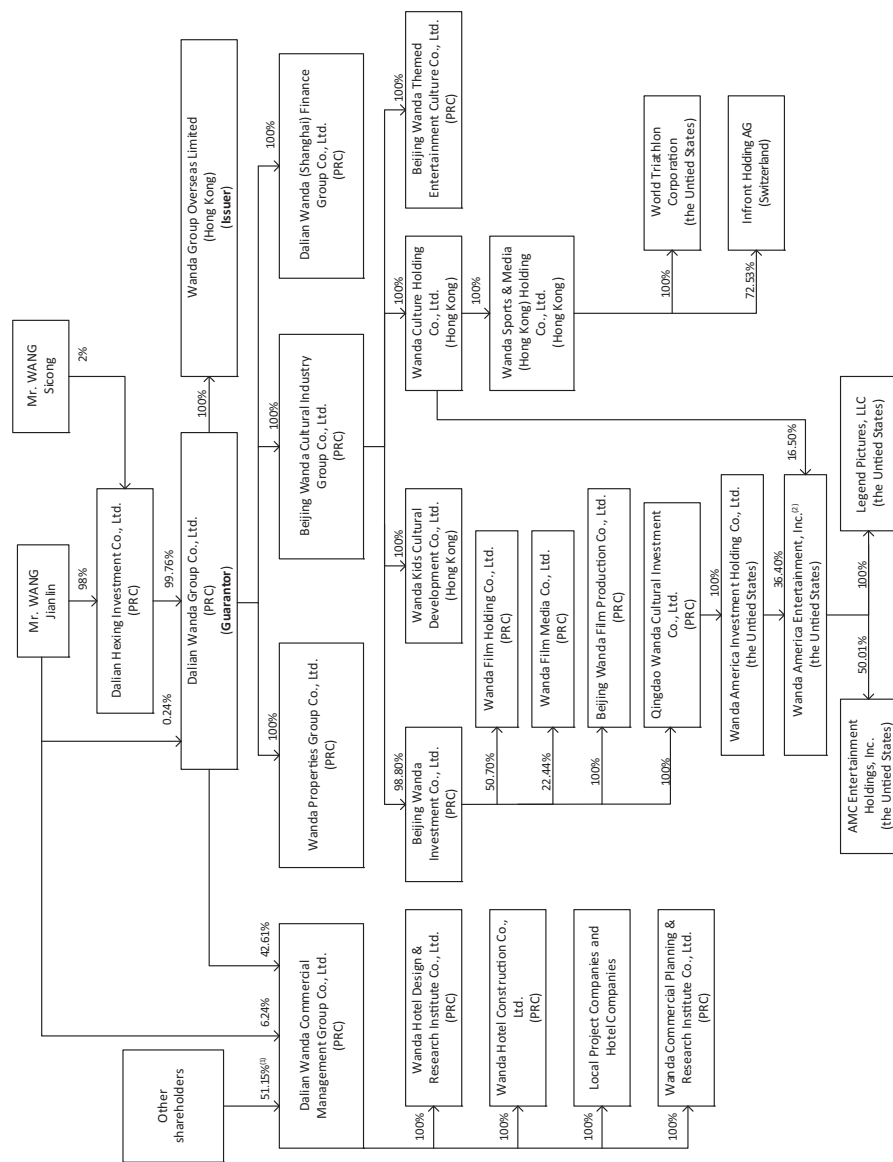 Mr. WANG
Jianlin
Mr. WANG
Sicong
98%
2%
Dalian Hexing Investment Co., Ltd.
(PRC)
0.24%
99.76%
Dalian Wanda Group Co., Ltd.
(PRC)
(Guarantor)
100%
Wanda Group Overseas Limited
(Hong Kong)
(Issuer)
Other
shareholders
51.15%(1)
6.24%
42.61%
100%
100%
100%
Dalian Wanda Commercial
Management Group Co., Ltd.
(PRC)
Wanda Properties Group Co., Ltd.
(PRC)
Beijing Wanda Cultural Industry
Group Co., Ltd.
(PRC)
Dalian Wanda (Shanghai) Finance
Group Co., Ltd.
(PRC)
100%
Wanda Hotel Design &
Research Institute Co., Ltd.
(PRC)
100%
Wanda Hotel Construction Co.,
Ltd.
(PRC)
100%
Local Project Companies and
Hotel Companies
100%
Wanda Commercial Planning &
Research Institute Co., Ltd.
(PRC)
98.80%
100%
100%
100%
Beijing Wanda
Investment Co., Ltd.
(PRC)
Wanda Kids Cultural
Development Co., Ltd.
(Hong Kong)
Wanda Culture Holding
Co., Ltd.
(Hong Kong)
Beijing Wanda Themed
Entertainment Culture Co., Ltd.
(PRC)
50.70%
Wanda Film Holding Co., Ltd.
(PRC)
22.44%
Wanda Film Media Co., Ltd.
(PRC)
100%
Beijing Wanda Film Production Co., Ltd.
(PRC)
100%
Qingdao Wanda Cultural Investment
Co., Ltd.
(PRC)
100%
Wanda Sports & Media
(Hong Kong) Holding
Co., Ltd.
(Hong Kong)
100%
World Triathlon
Corporation
(the Untied States)
72.53%
Infront Holding AG
(Switzerland)
100%
Wanda America Investment Holding Co., Ltd.
(the Untied States)
36.40%
16.50%
Wanda America Entertainment, Inc.(2)
(the Untied States)
50.01%
100%
AMC Entertainment
Holdings, Inc.
(the Untied States)
Legend Pictures, LLC
(the Untied States)